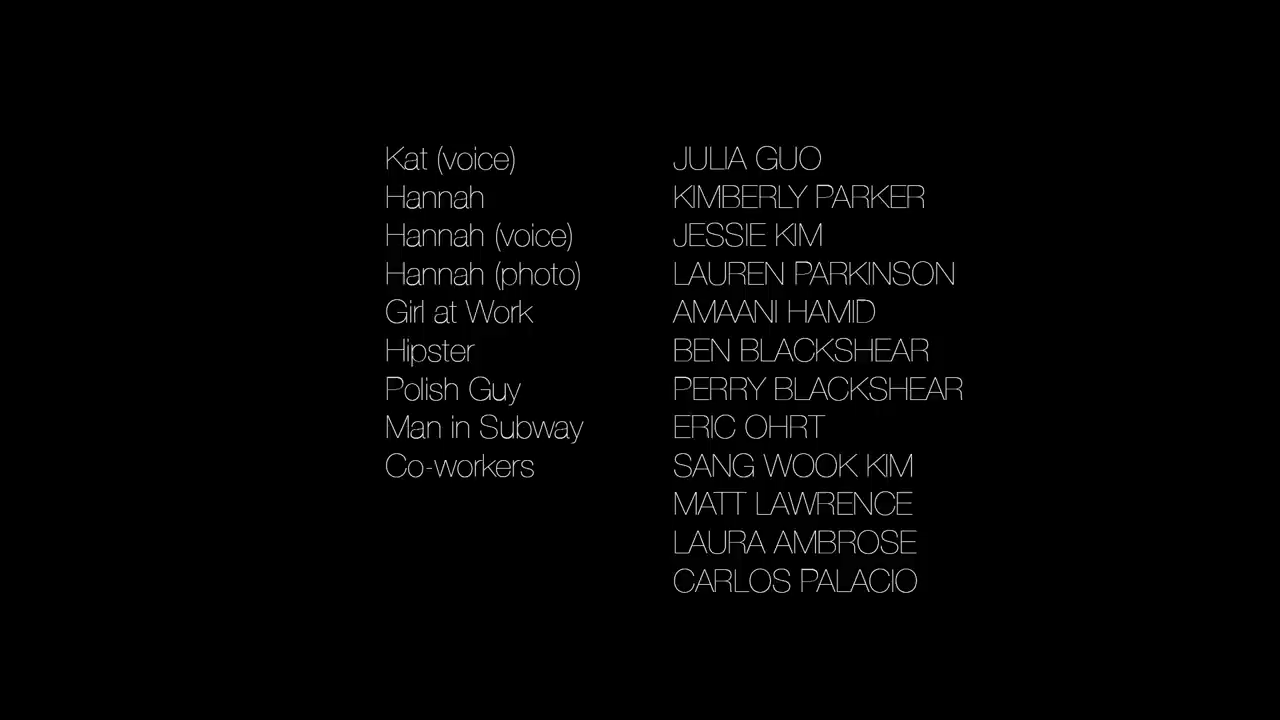 Kat (voice) JULIA GUO
Hannah KIMBERLY PARKER
Hannah (voice) JESSIE KIM
Hannah (photo) LAUREN PARKINSON
Girl at Work AMAANI HAMID
Hipster BEN BLACKSHEAR
Polish Guy PERRY BLACKSHEAR
Man in Subway ERIC OHRT
Co-workers SANG WOOK KIM
MATT LAWRENCE
LAURA AMBROSE
CARLOS PALACIO